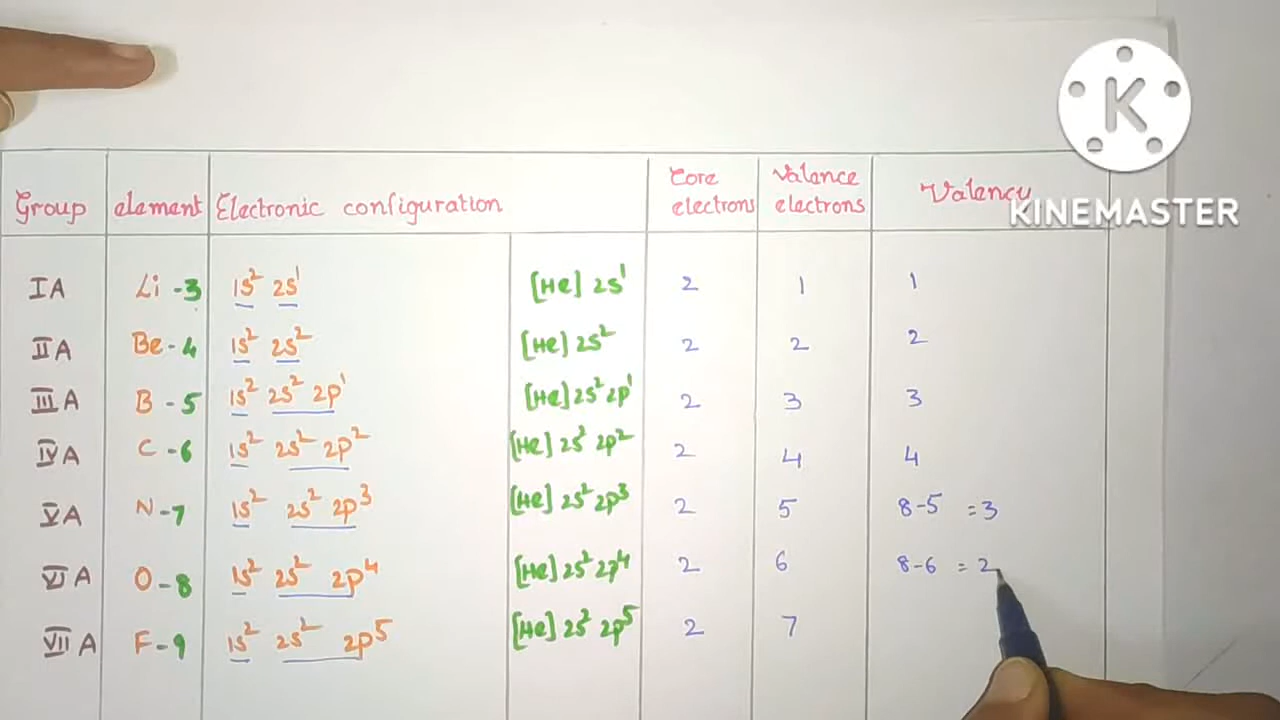 K
KINEMASTER
Group element Electronic configuration Core electrons Valance electrons Valency
IA Li - 3 1s² 2s¹ [He] 2s¹ 2 1 1
IIA Be - 4 1s² 2s² [He] 2s² 2 2 2
IIIA B - 5 1s² 2s² 2p¹ [He] 2s² 2p¹ 2 3 3
IVA C - 6 1s² 2s² 2p² [He] 2s² 2p² 2 4 4
VA N - 7 1s² 2s² 2p³ [He] 2s² 2p³ 2 5 8-5 = 3
VIA O - 8 1s² 2s² 2p⁴ [He] 2s² 2p⁴ 2 6 8-6 = 2
VIIA F - 9 1s² 2s² 2p⁵ [He] 2s² 2p⁵ 2 7